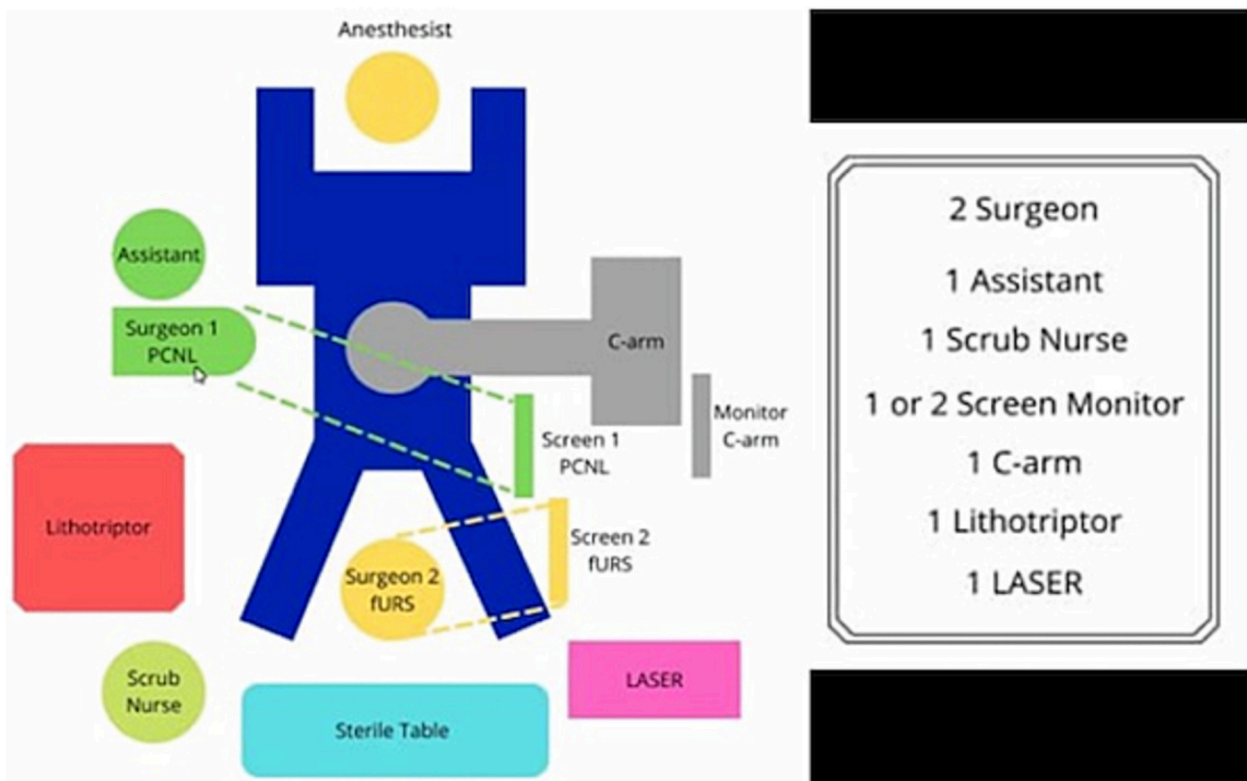 Anesthesist
Assistant
Surgeon 1
PCNL
C-arm
Monitor
C-arm
Screen 1
PCNL
Lithotriptor
Screen 2
fURS
Surgeon 2
fURS
Scrub
Nurse
LASER
Sterile Table
2 Surgeon
1 Assistant
1 Scrub Nurse
1 or 2 Screen Monitor
1 C-arm
1 Lithotriptor
1 LASER